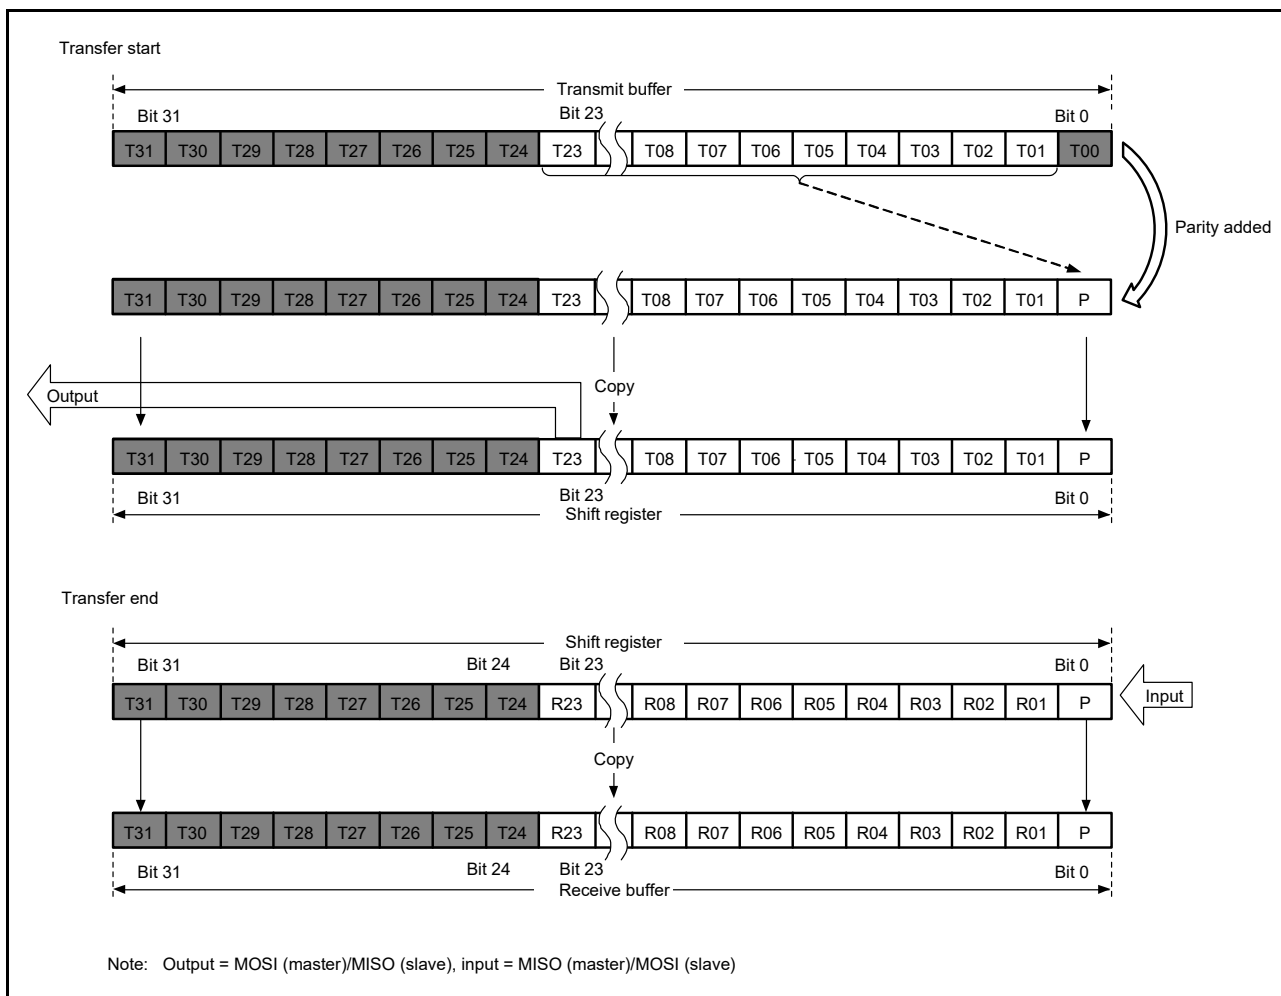 Transfer start
Transmit buffer
Bit 31 Bit 23 Bit 0
T31 T30 T29 T28 T27 T26 T25 T24 T23 T08 T07 T06 T05 T04 T03 T02 T01 T00
Parity added
T31 T30 T29 T28 T27 T26 T25 T24 T23 T08 T07 T06 T05 T04 T03 T02 T01 P
Copy
Output
T31 T30 T29 T28 T27 T26 T25 T24 T23 T08 T07 T06 T05 T04 T03 T02 T01 P
Bit 31 Bit 23 Bit 0
Shift register
Transfer end
Shift register
Bit 31 Bit 24 Bit 23 Bit 0
T31 T30 T29 T28 T27 T26 T25 T24 R23 R08 R07 R06 R05 R04 R03 R02 R01 P
Input
Copy
T31 T30 T29 T28 T27 T26 T25 T24 R23 R08 R07 R06 R05 R04 R03 R02 R01 P
Bit 31 Bit 24 Bit 23 Bit 0
Receive buffer
Note: Output = MOSI (master)/MISO (slave), input = MISO (master)/MOSI (slave)